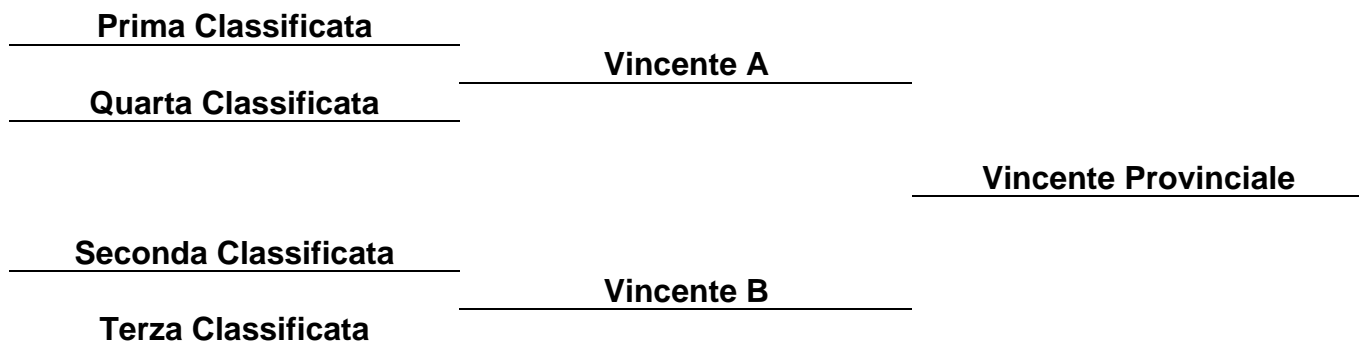 Prima Classificata
Vincente A
Quarta Classificata
Vincente Provinciale
Seconda Classificata
Vincente B
Terza Classificata